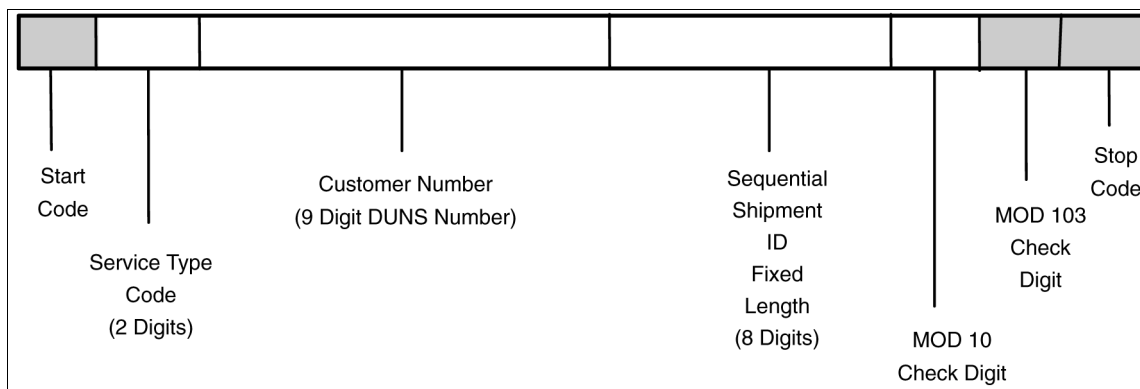 Start
Code
Service Type
Code
(2 Digits)
Customer Number
(9 Digit DUNS Number)
Sequential
Shipment
ID
Fixed
Length
(8 Digits)
MOD 10
Check Digit
MOD 103
Check
Digit
Stop
Code